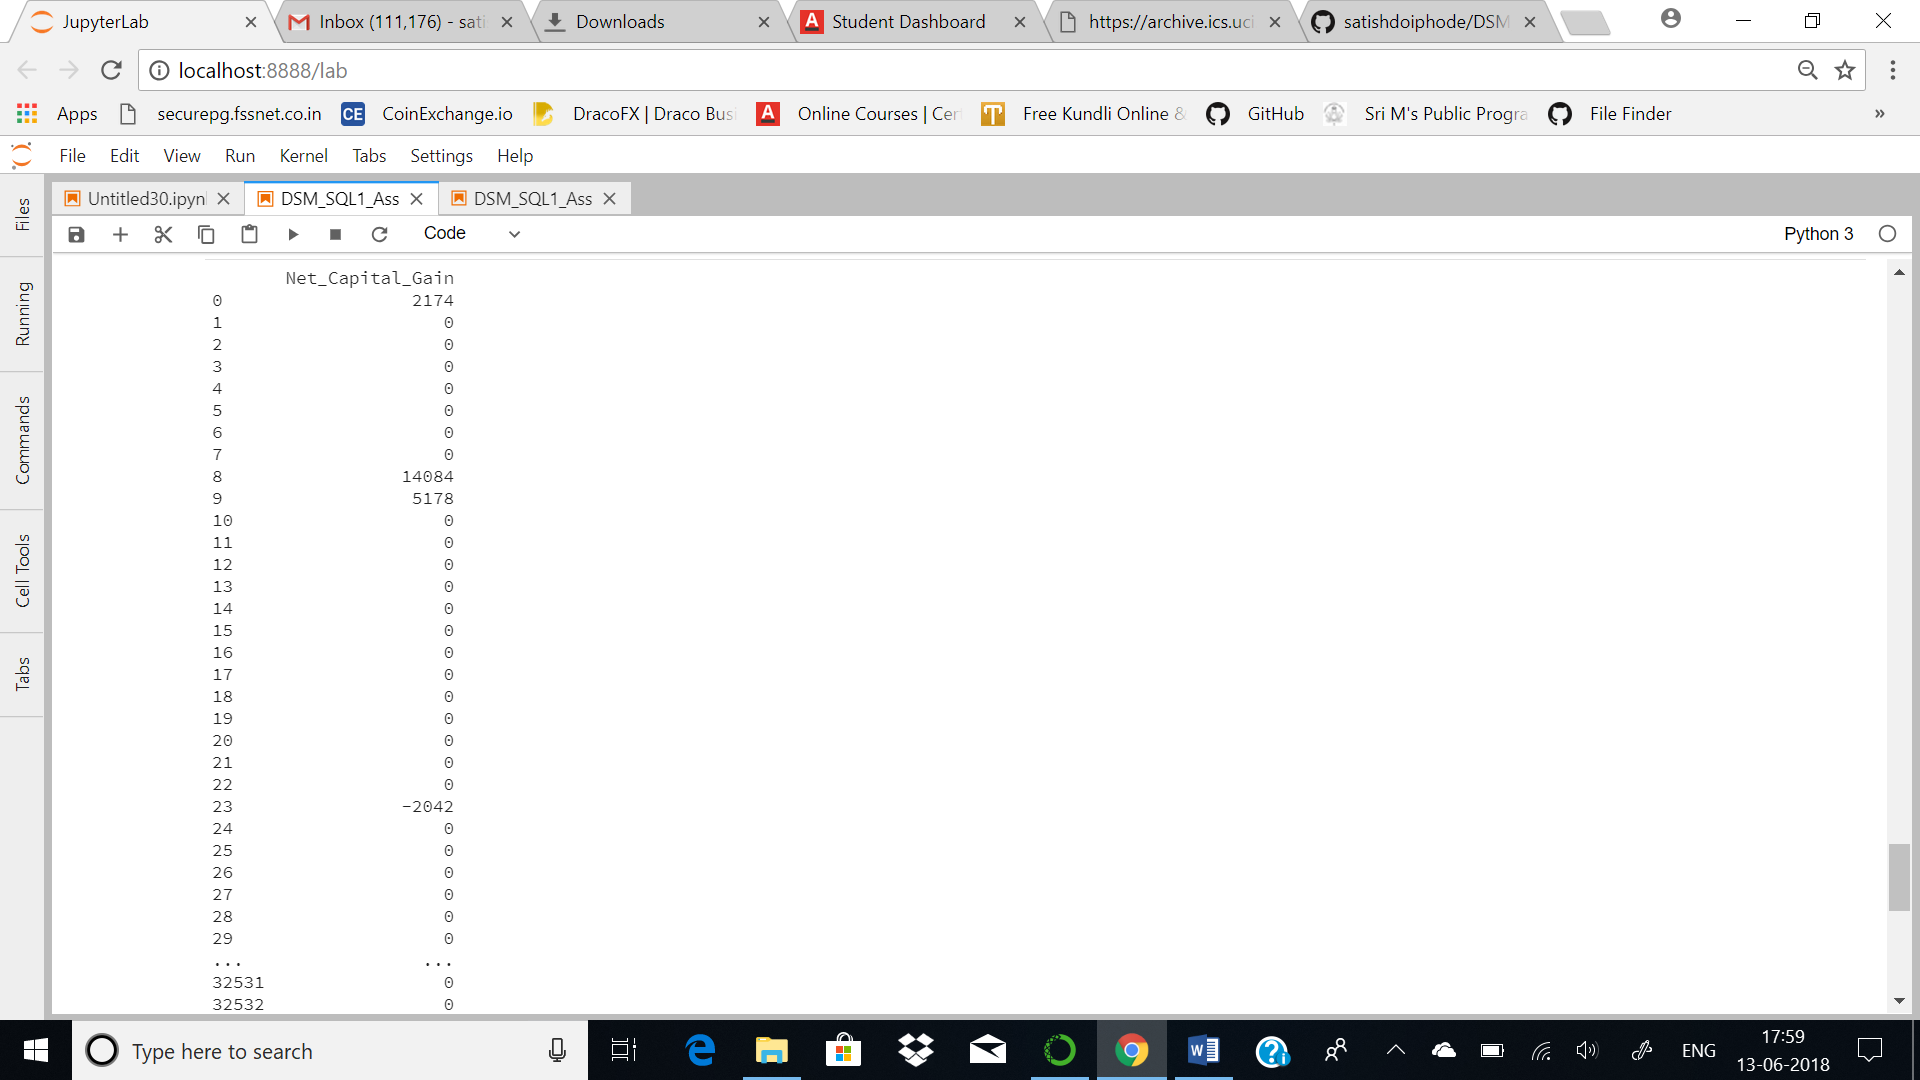 JupyterLab Inbox (111,176) - sati Downloads Student Dashboard https://archive.ics.uci satishdoiphode/DSM
localhost:8888/lab
Apps securepg.fssnet.co.in CE CoinExchange.io DracoFX | Draco Busi A Online Courses | Cer Free Kundli Online & GitHub Sri M's Public Progra File Finder »
File Edit View Run Kernel Tabs Settings Help
Untitled30.ipyn DSM_SQL1_Ass DSM_SQL1_Ass
Code Python 3
Files
Running
Commands
Cell Tools
Tabs
Net_Capital_Gain
0 2174
1 0
2 0
3 0
4 0
5 0
6 0
7 0
8 14084
9 5178
10 0
11 0
12 0
13 0
14 0
15 0
16 0
17 0
18 0
19 0
20 0
21 0
22 0
23 -2042
24 0
25 0
26 0
27 0
28 0
29 0
... ...
32531 0
32532 0
Type here to search ENG 17:59
13-06-2018